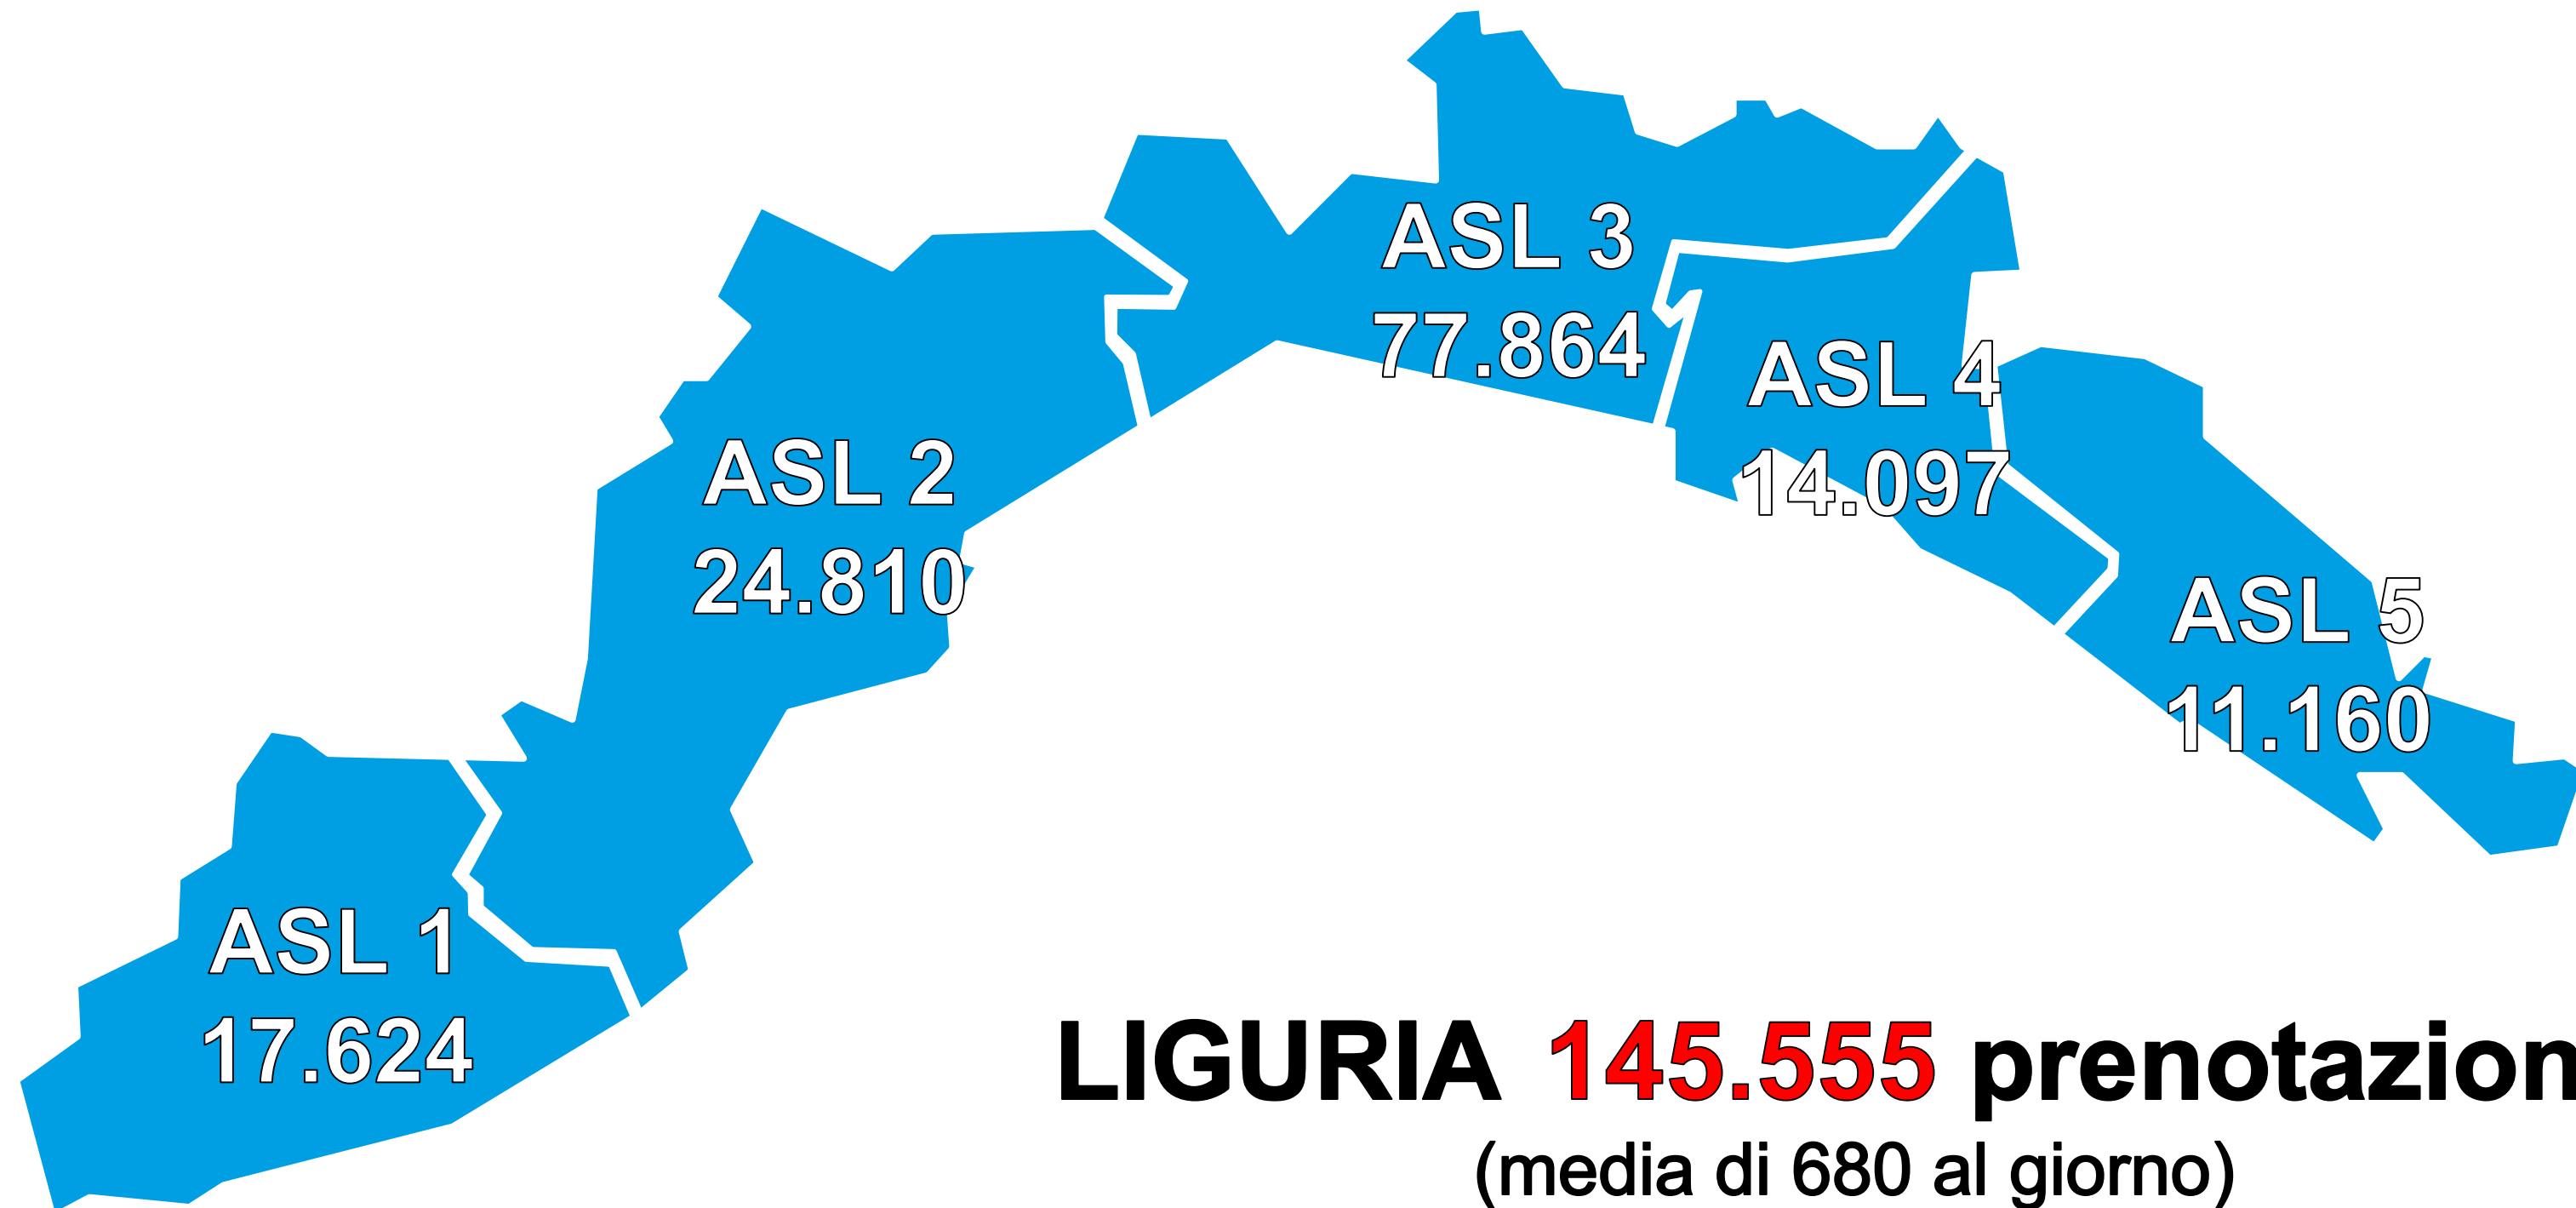 ASL 3
77.864
ASL 4
14.097
ASL 2
24.810
ASL 5
11.160
ASL 1
17.624
LIGURIA 145.555 prenotazion
(media di 680 al giorno)